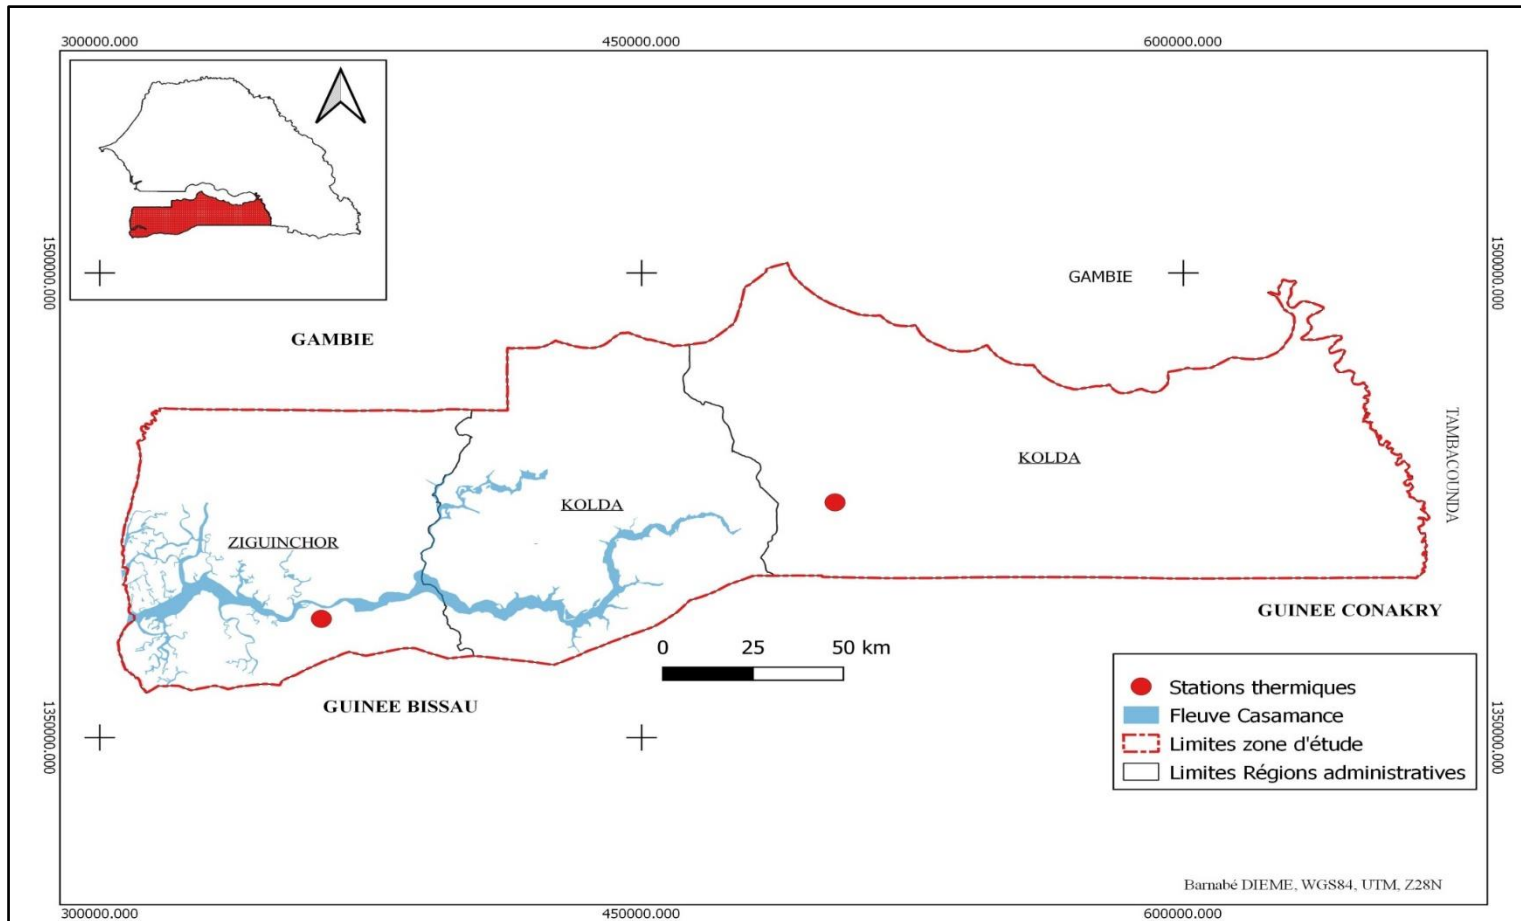 300000.000 450000.000 600000.000
1500000.000
1500000.000
GAMBIE
GAMBIE
TAMBACOUNDA
KOLDA
KOLDA
ZIGUINCHOR
GUINEE CONAKRY
0 25 50 km
GUINEE BISSAU
Stations thermiques
Fleuve Casamance
Limites zone d'étude
Limites Régions administratives
1350000.000
1350000.000
Barnabé DIEME, WGS84, UTM, Z28N
300000.000 450000.000 600000.000